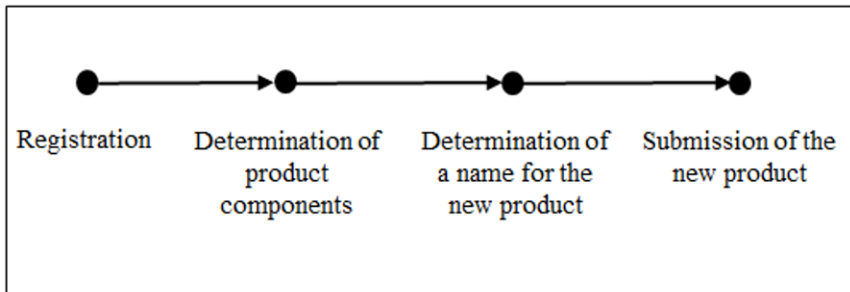 Registration
Determination of
product
components
Determination of
a name for the
new product
Submission of the
new product